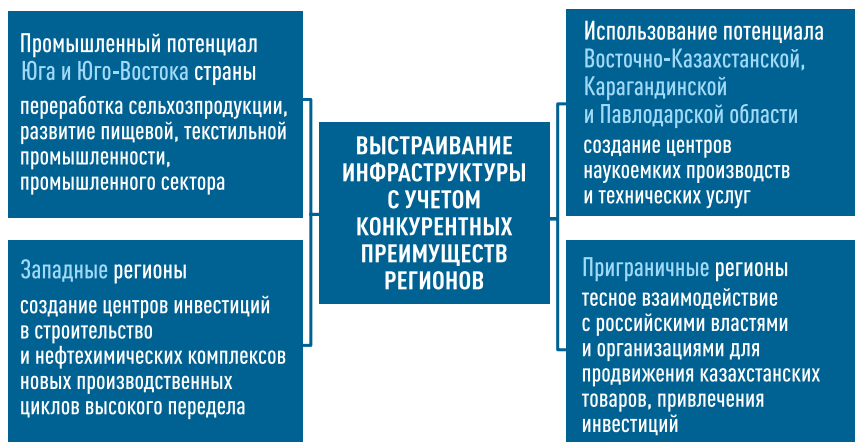 Промышленный потенциал
Юга и Юго-Востока страны
переработка сельхозпродукции,
развитие пищевой, текстильной
промышленности,
промышленного сектора
Западные регионы
создание центров инвестиций
в строительство
и нефтехимических комплексов
новых производственных
циклов высокого передела
ВЫСТРАИВАНИЕ
ИНФРАСТРУКТУРЫ
С УЧЕТОМ
КОНКУРЕНТНЫХ
ПРЕИМУЩЕСТВ
РЕГИОНОВ
Использование потенциала
Восточно-Казахстанской,
Карагандинской
и Павлодарской области
создание центров
наукоемких производств
и технических услуг
Приграничные регионы
тесное взаимодействие
с российскими властями
и организациями для
продвижения казахстанских
товаров, привлечения
инвестиций